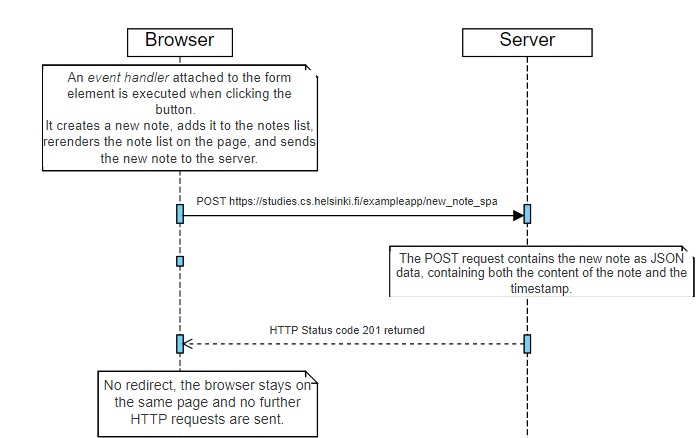 Browser
Server
An event handler attached to the form
element is executed when clicking the
button.
It creates a new note, adds it to the notes list,
rerenders the note list on the page, and sends
the new note to the server.
POST https://studies.cs.helsinki.fi/exampleapp/new_note_spa
The POST request contains the new note as JSON
data, containing both the content of the note and the
timestamp.
HTTP Status code 201 returned
No redirect, the browser stays on
the same page and no further
HTTP requests are sent.